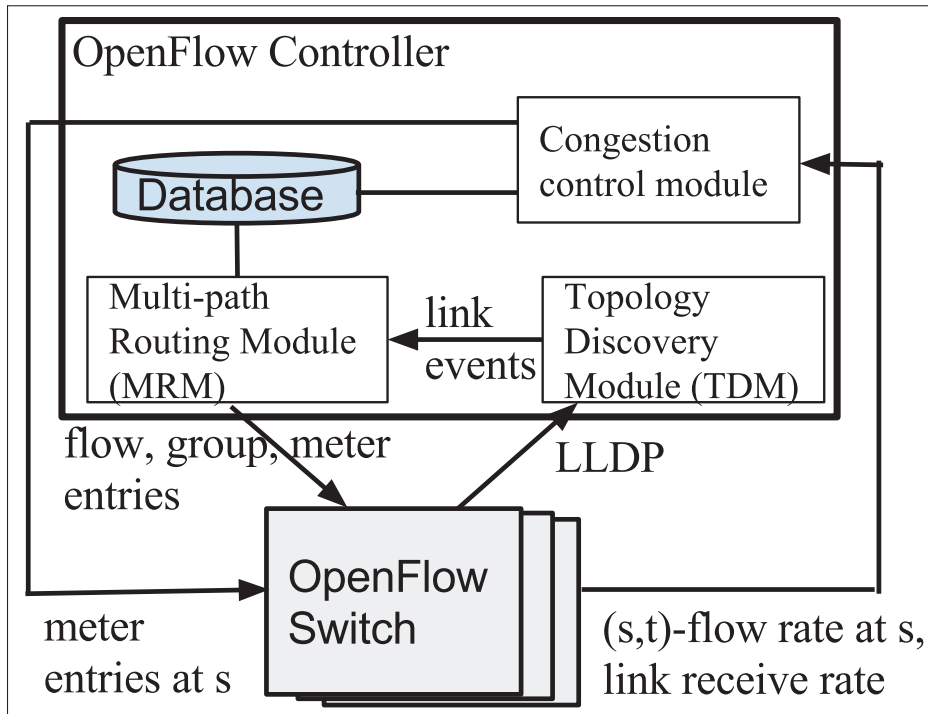 OpenFlow Controller
Congestion
control module
Database
Multi-path
Routing Module
(MRM)
link
events
Topology
Discovery
Module (TDM)
flow, group, meter
entries
LLDP
OpenFlow
Switch
meter
entries at s
(s,t)-flow rate at s,
link receive rate